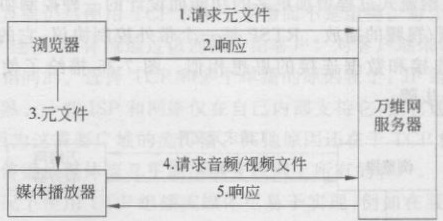 1.请求元文件
浏览器
2.响应
3.元文件
万维网
服务器
4.请求音频/视频文件
媒体播放器
5.响应